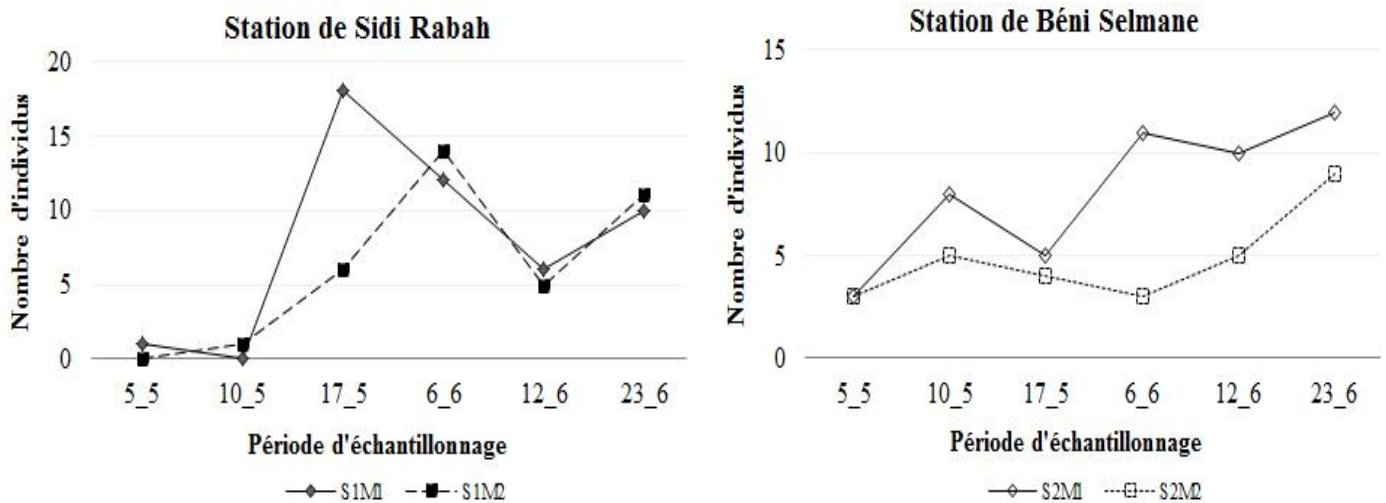 Station de Sidi Rabah
Nombre d'individus
20
15
10
5
0
5_5 10_5 17_5 6_6 12_6 23_6
Période d'échantillonnage
S1M1 S1M2
Station de Béni Selmane
Nombre d'individus
15
10
5
0
5_5 10_5 17_5 6_6 12_6 23_6
Période d'échantillonnage
S2M1 S2M2